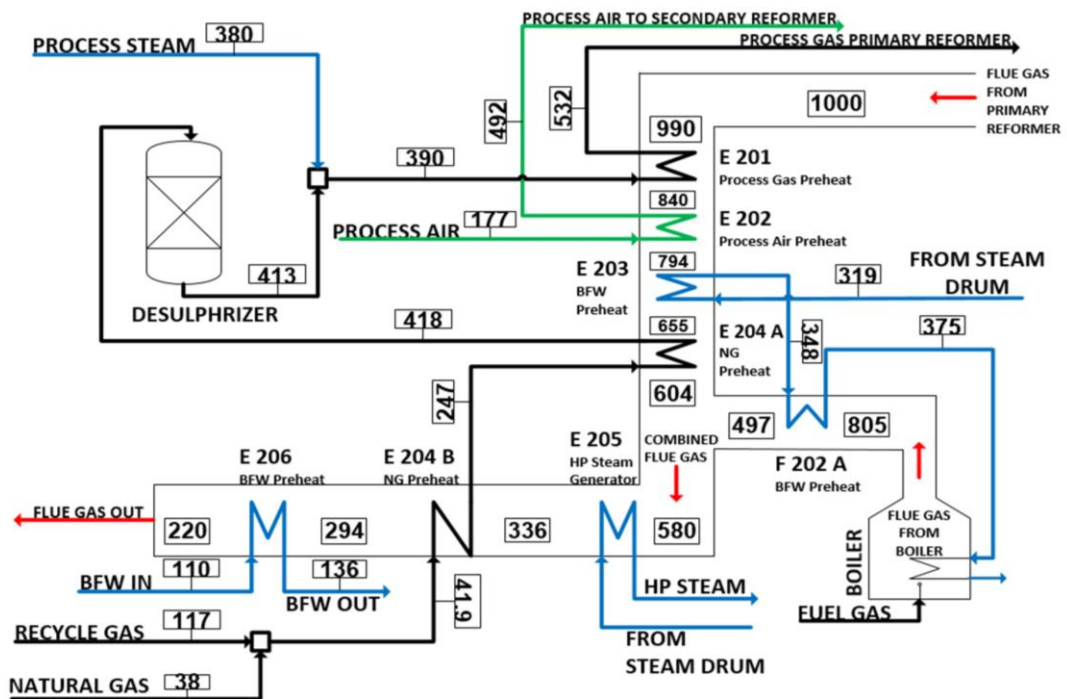 PROCESS AIR TO SECONDARY REFORMER
380
PROCESS STEAM
PROCESS GAS PRIMARY REFORMER
FLUE GAS
FROM
PRIMARY
REFORMER
1000
492
532
990
E 201
Process Gas Preheat
390
840
E 202
Process Air Preheat
177
PROCESS AIR
794
E 203
BFW
Preheat
FROM STEAM
DRUM
319
413
DESULPHRIZER
418
655
E 204 A
NG
Preheat
348
375
247
604
497
805
E 205
HP Steam
Generator
COMBINED
FLUE GAS
F 202 A
BFW Preheat
E 206
BFW Preheat
E 204 B
NG Preheat
FLUE GAS OUT
220
294
336
580
FLUE GAS
FROM
BOILER
BOILER
110
BFW IN
136
BFW OUT
41.9
HP STEAM
FUEL GAS
117
RECYCLE GAS
FROM
STEAM DRUM
38
NATURAL GAS